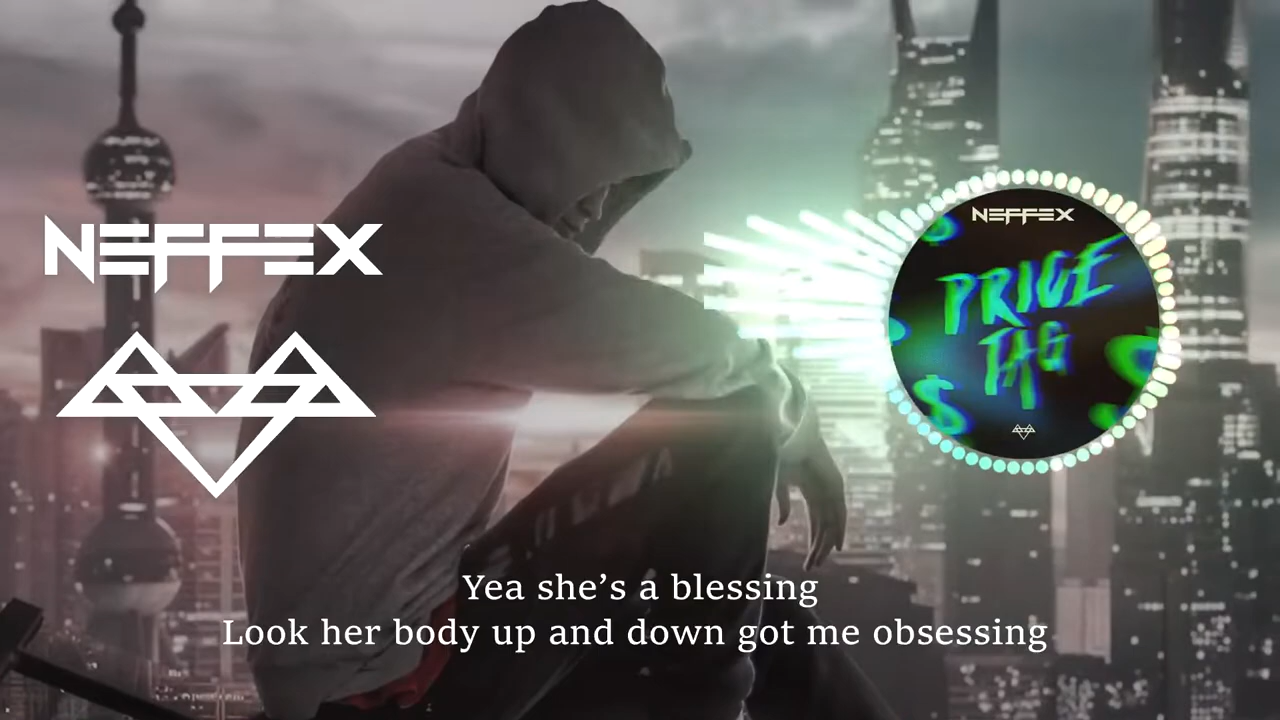 NEFFEX
NEFFEX
PRICE
TAG
$
$
Yea she’s a blessing
Look her body up and down got me obsessing